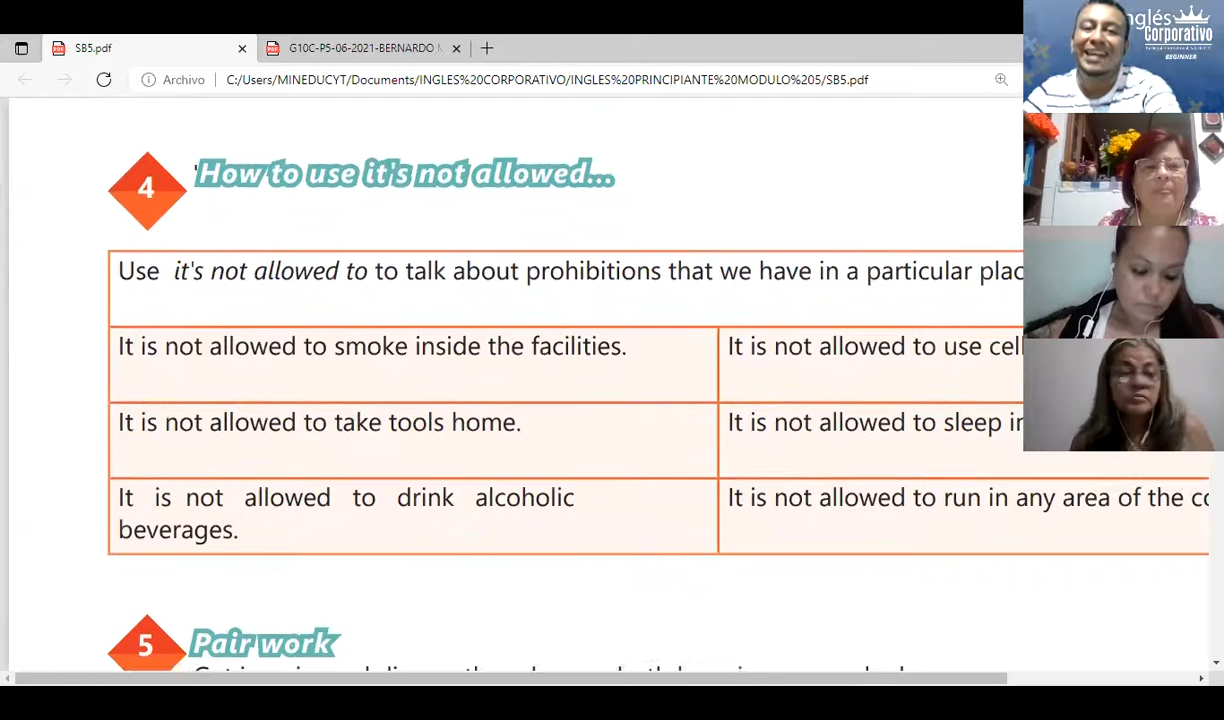 SB5.pdf
G10C-P5-06-2021-BERNARDO
Archivo
C:/Users/MINEDUCYT/Documents/INGLES%20CORPORATIVO/INGLES%20PRINCIPIANTE%20MODULO%205/SB5.pdf
Inglés
Corporativo
BEGINNER
4
How to use it's not allowed...
Use it's not allowed to to talk about prohibitions that we have in a particular plac
It is not allowed to smoke inside the facilities.
It is not allowed to use cell
It is not allowed to take tools home.
It is not allowed to sleep in
It is not allowed to drink alcoholic
beverages.
It is not allowed to run in any area of the co
5
Pair work